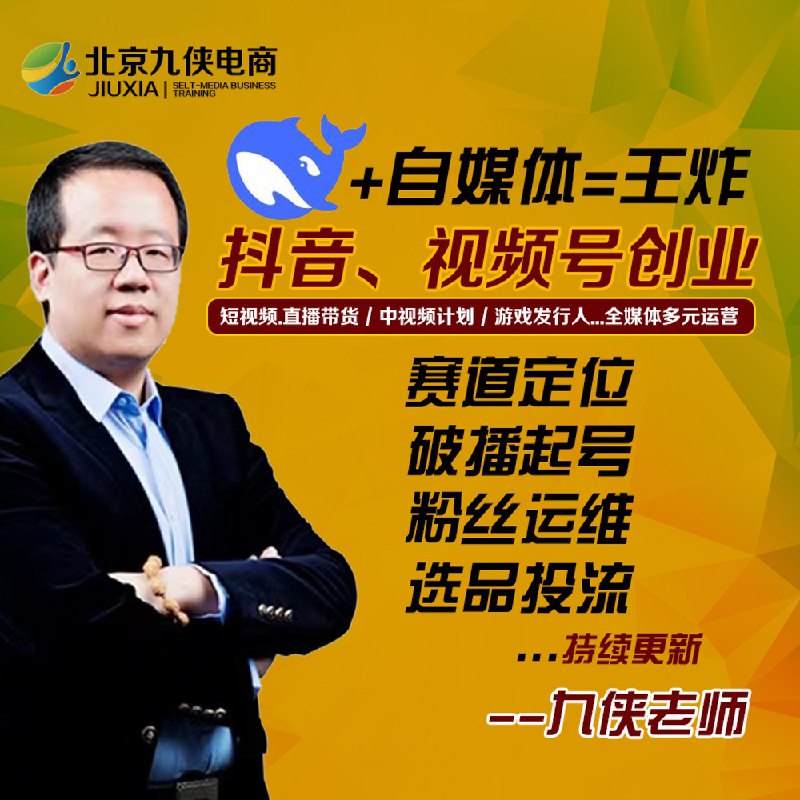 北京九侠电商
JIUXIA | SELT-MEDIA BUSINESS TRAINING
+自媒体=王炸
抖音、视频号创业
短视频.直播带货 / 中视频计划 / 游戏发行人...全媒体多元运营
赛道定位
破播起号
粉丝运维
选品投流
...持续更新
--九侠老师